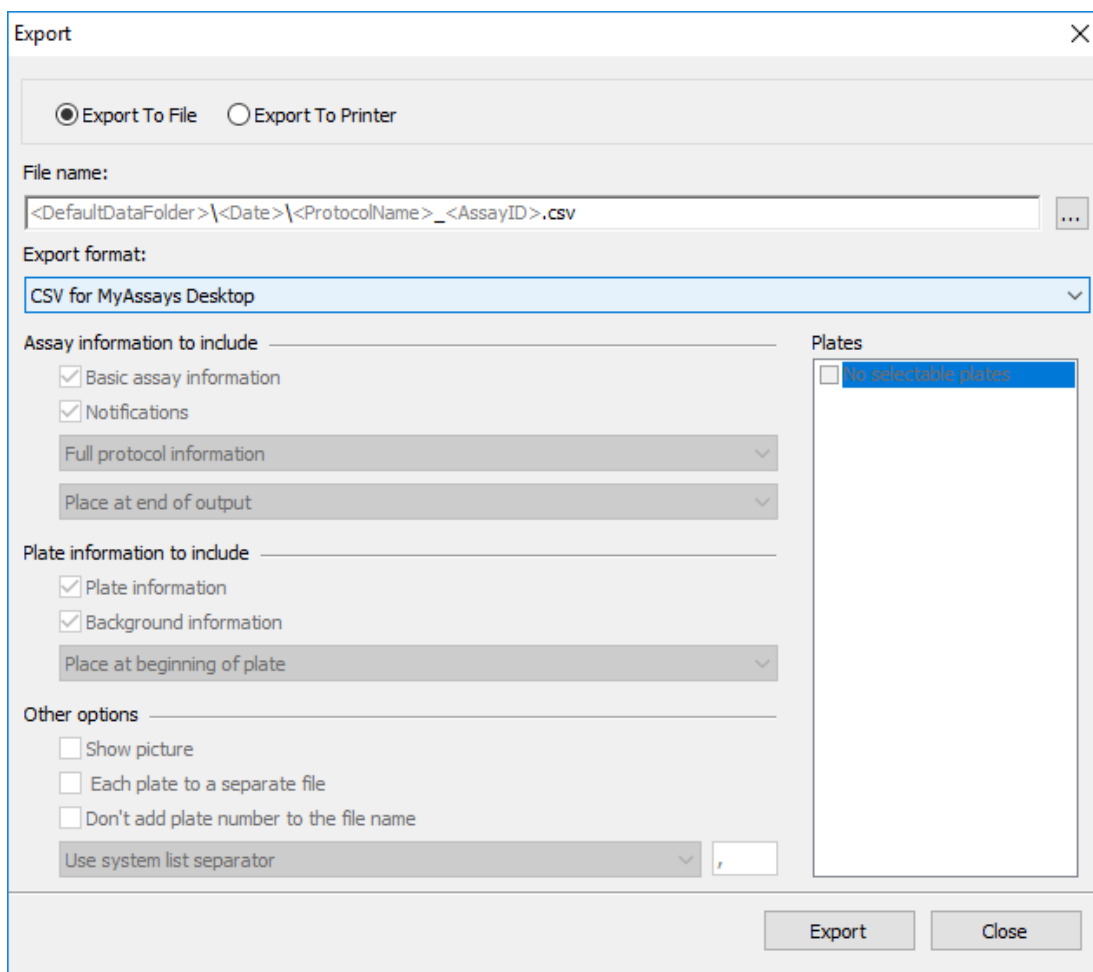 Export
Export To File Export To Printer
File name:
<DefaultDataFolder>\<Date>\<ProtocolName>_<AssayID>.csv
...
Export format:
CSV for MyAssays Desktop
Assay information to include
Basic assay information
Notifications
Full protocol information
Place at end of output
Plate information to include
Plate information
Background information
Place at beginning of plate
Other options
Show picture
Each plate to a separate file
Don't add plate number to the file name
Use system list separator ,
Plates
No selectable plates
Export Close